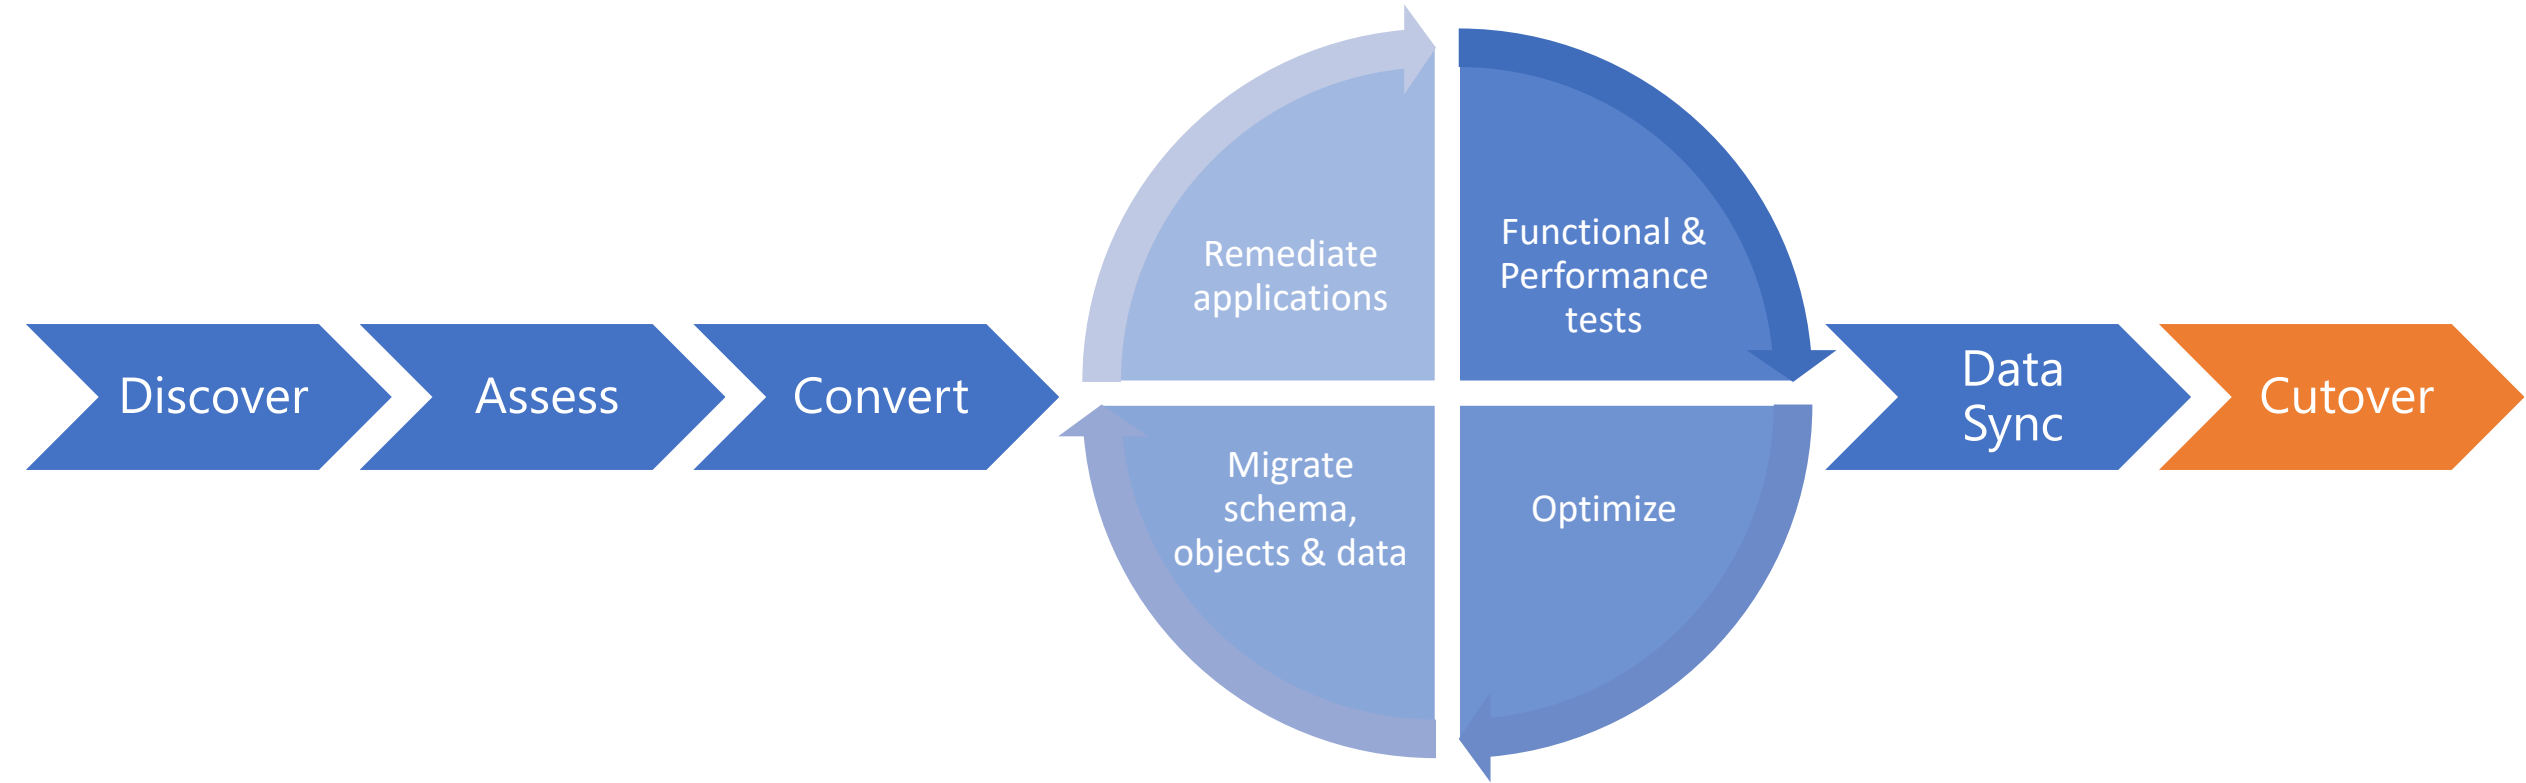 Discover
Assess
Convert
Remediate
applications
Functional &
Performance
tests
Migrate
schema,
objects & data
Optimize
Data
Sync
Cutover